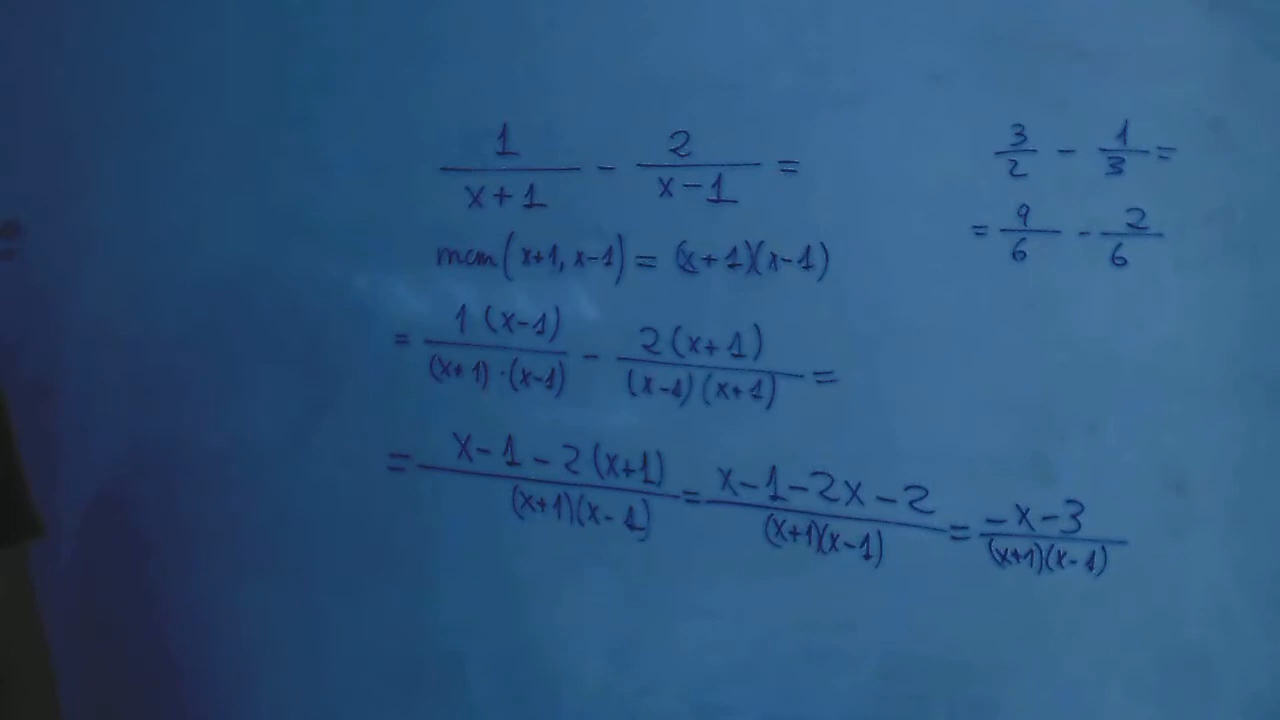 1/(x+1) - 2/(x-1) =
mcm(x+1, x-1) = (x+1)(x-1)
= 1(x-1)/((x+1)·(x-1)) - 2(x+1)/((x-1)(x+1)) =
= (x-1-2(x+1))/((x+1)(x-1)) = (x-1-2x-2)/((x+1)(x-1)) = (-x-3)/((x+1)(x-1))
3/2 - 1/3 =
= 9/6 - 2/6